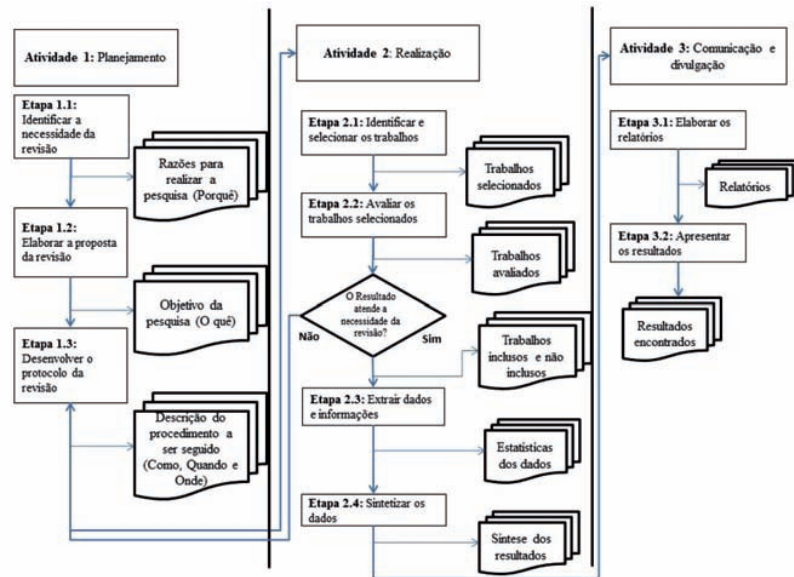 Atividade 1: Planejamento
Etapa 1.1:
Identificar a
necessidade da
revisão
Razões para
realizar a
pesquisa (Porquê)
Etapa 1.2:
Elaborar a proposta
da revisão
Objetivo da
pesquisa (O quê)
Etapa 1.3:
Desenvolver o
protocolo da
revisão
Descrição do
procedimento a
ser seguido
(Como, Quando e
Onde)
Atividade 2: Realização
Etapa 2.1: Identificar e
selecionar os trabalhos
Trabalhos
selecionados
Etapa 2.2: Avaliar os
trabalhos selecionados
Trabalhos
avaliados
O Resultado
atende a
necessidade da
revisão?
Não
Sim
Trabalhos
inclusos e não
inclusos
Etapa 2.3: Extrair dados
e informações
Estatísticas
dos dados
Etapa 2.4: Sintetizar os
dados
Síntese dos
resultados
Atividade 3: Comunicação e
divulgação
Etapa 3.1: Elaborar os
relatórios
Relatórios
Etapa 3.2: Apresentar
os resultados
Resultados
encontrados